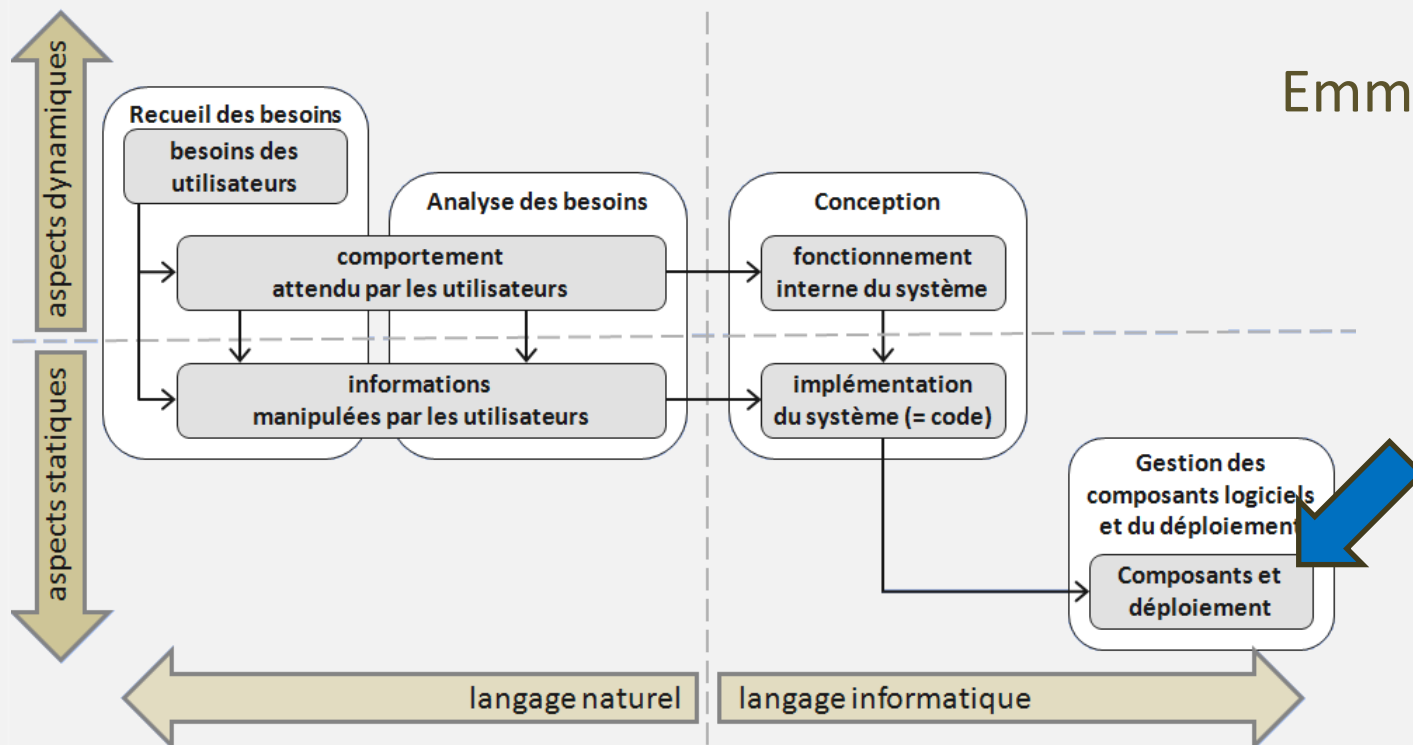 aspects dynamiques
Emm
Recueil des besoins
besoins des
utilisateurs
Analyse des besoins
Conception
comportement
attendu par les utilisateurs
fonctionnement
interne du système
aspects statiques
informations
manipulées par les utilisateurs
implémentation
du système (= code)
Gestion des
composants logiciels
et du déploiement
Composants et
déploiement
langage naturel
langage informatique